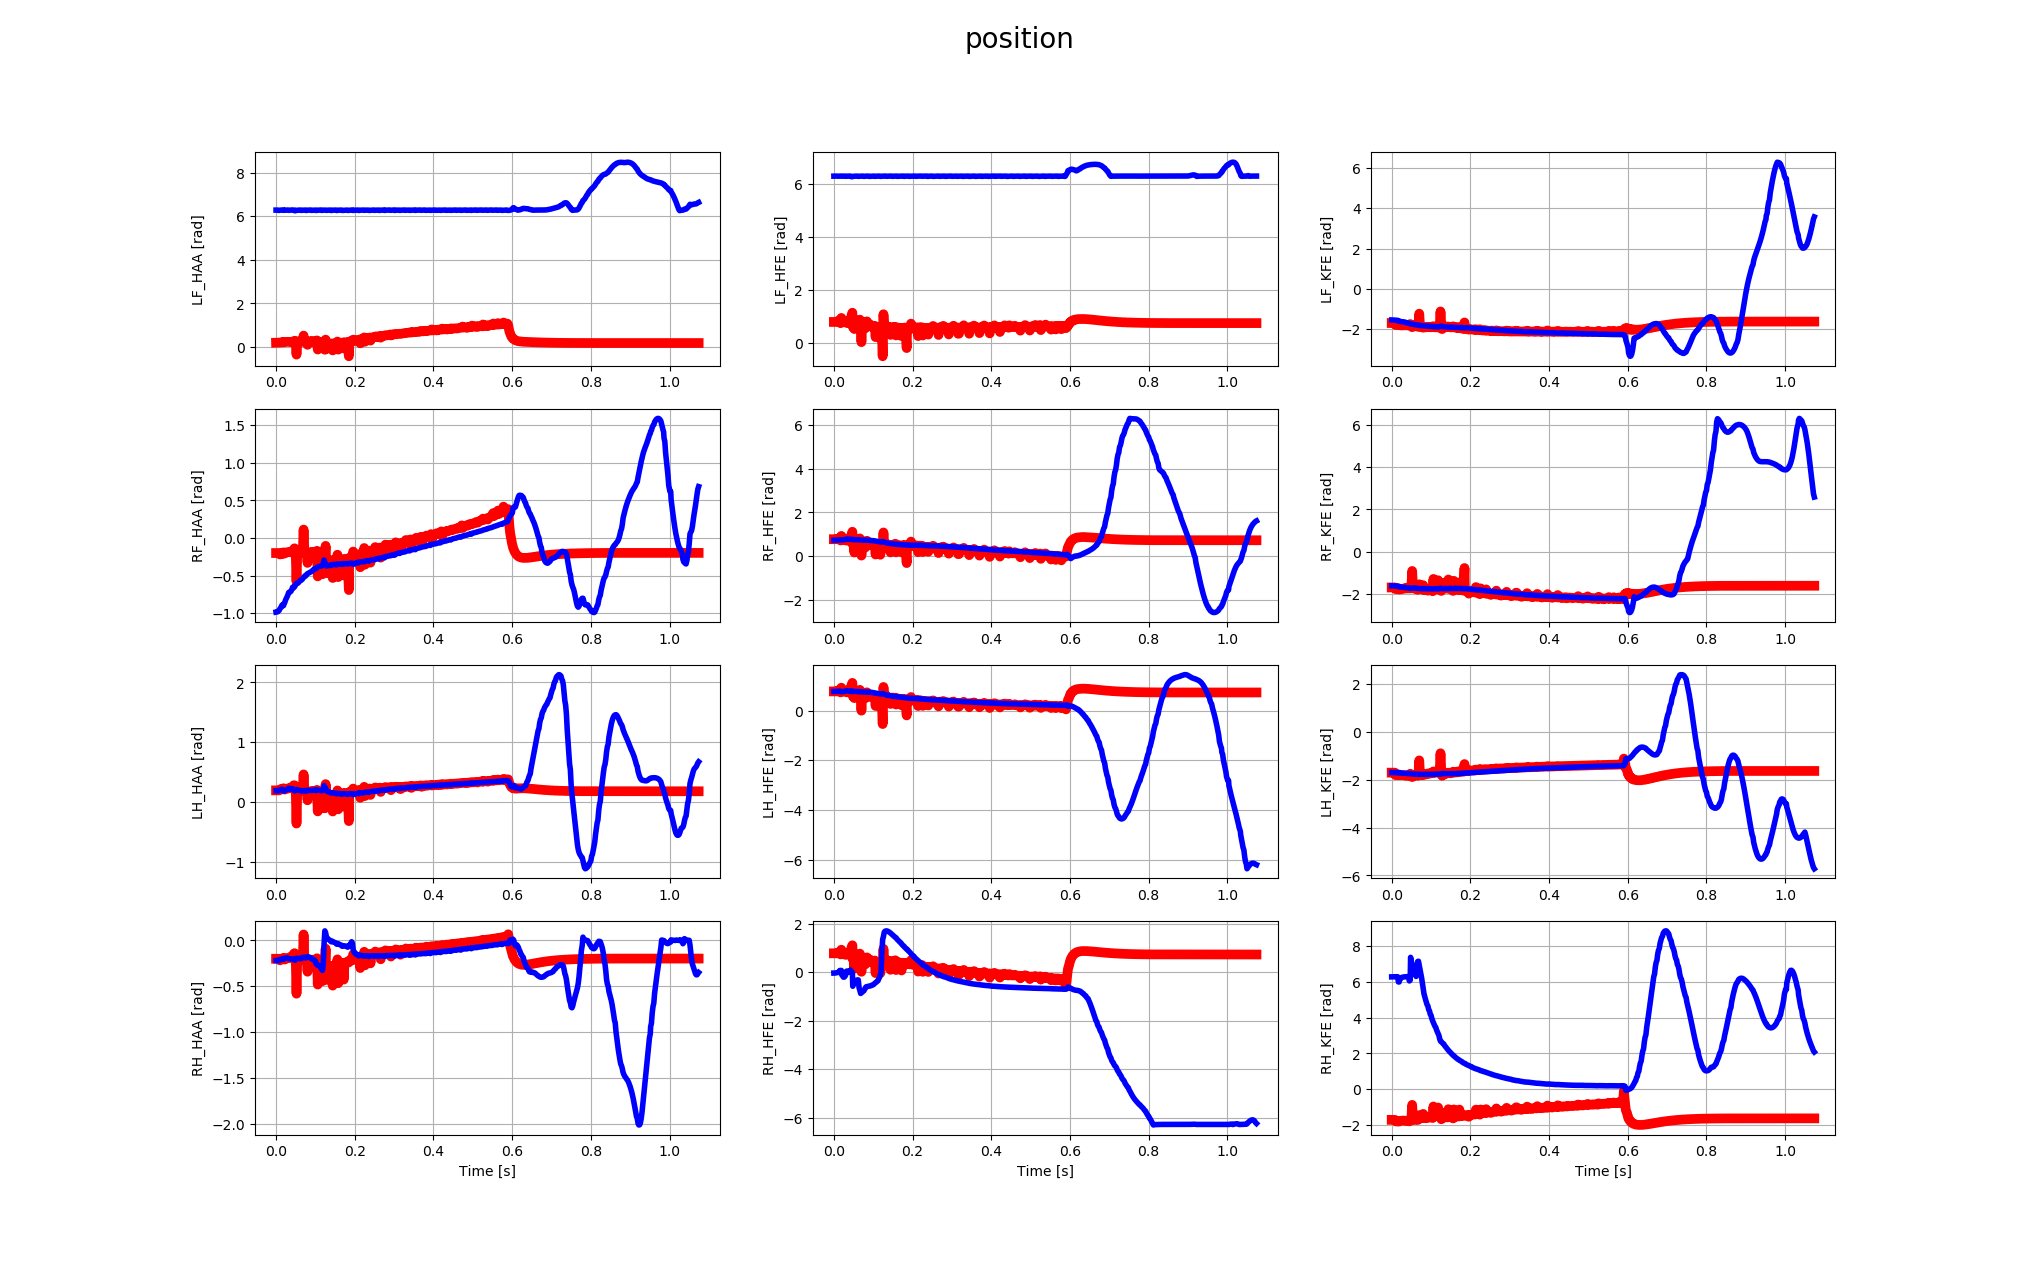 position
LF_HAA [rad]
8
6
4
2
0
0.0 0.2 0.4 0.6 0.8 1.0
LF_HFE [rad]
6
4
2
0
0.0 0.2 0.4 0.6 0.8 1.0
LF_KFE [rad]
6
4
2
0
−2
0.0 0.2 0.4 0.6 0.8 1.0
RF_HAA [rad]
1.5
1.0
0.5
0.0
−0.5
−1.0
0.0 0.2 0.4 0.6 0.8 1.0
RF_HFE [rad]
6
4
2
0
−2
0.0 0.2 0.4 0.6 0.8 1.0
RF_KFE [rad]
6
4
2
0
−2
0.0 0.2 0.4 0.6 0.8 1.0
LH_HAA [rad]
2
1
0
−1
0.0 0.2 0.4 0.6 0.8 1.0
LH_HFE [rad]
0
−2
−4
−6
0.0 0.2 0.4 0.6 0.8 1.0
LH_KFE [rad]
2
0
−2
−4
−6
0.0 0.2 0.4 0.6 0.8 1.0
RH_HAA [rad]
0.0
−0.5
−1.0
−1.5
−2.0
0.0 0.2 0.4 0.6 0.8 1.0
Time [s]
RH_HFE [rad]
2
0
−2
−4
−6
0.0 0.2 0.4 0.6 0.8 1.0
Time [s]
RH_KFE [rad]
8
6
4
2
0
−2
0.0 0.2 0.4 0.6 0.8 1.0
Time [s]